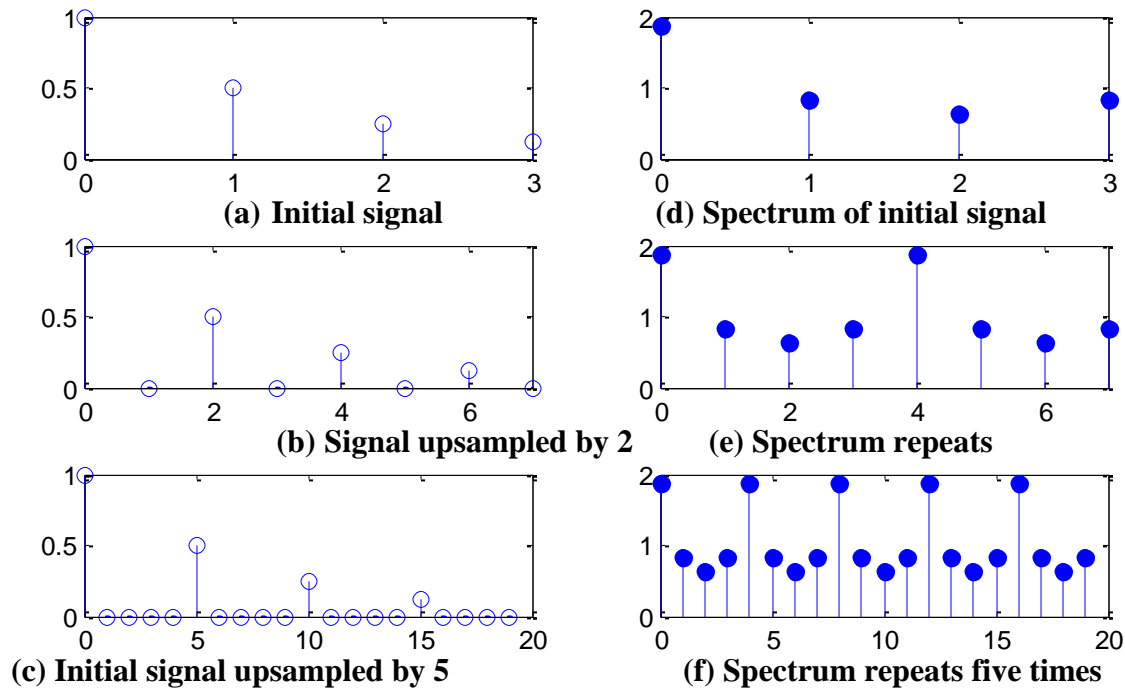 1
0.5
0
0 1 2 3
(a) Initial signal
2
1
0
0 1 2 3
(d) Spectrum of initial signal
1
0.5
0
0 2 4 6
(b) Signal upsampled by 2
2
1
0
0 2 4 6
(e) Spectrum repeats
1
0.5
0
0 5 10 15 20
(c) Initial signal upsampled by 5
2
1
0
0 5 10 15 20
(f) Spectrum repeats five times